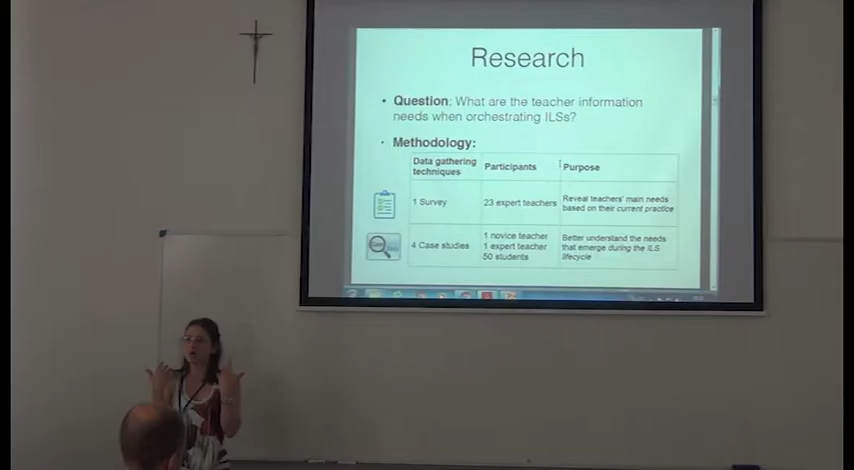 Research
• Question: What are the teacher information
needs when orchestrating ILSs?
• Methodology:
Data gathering
techniques
Participants
Purpose
1 Survey
23 expert teachers
Reveal teachers' main needs
based on their current practice
4 Case studies
1 novice teacher
1 expert teacher
50 students
Better understand the needs
that emerge during the ILS
lifecycle